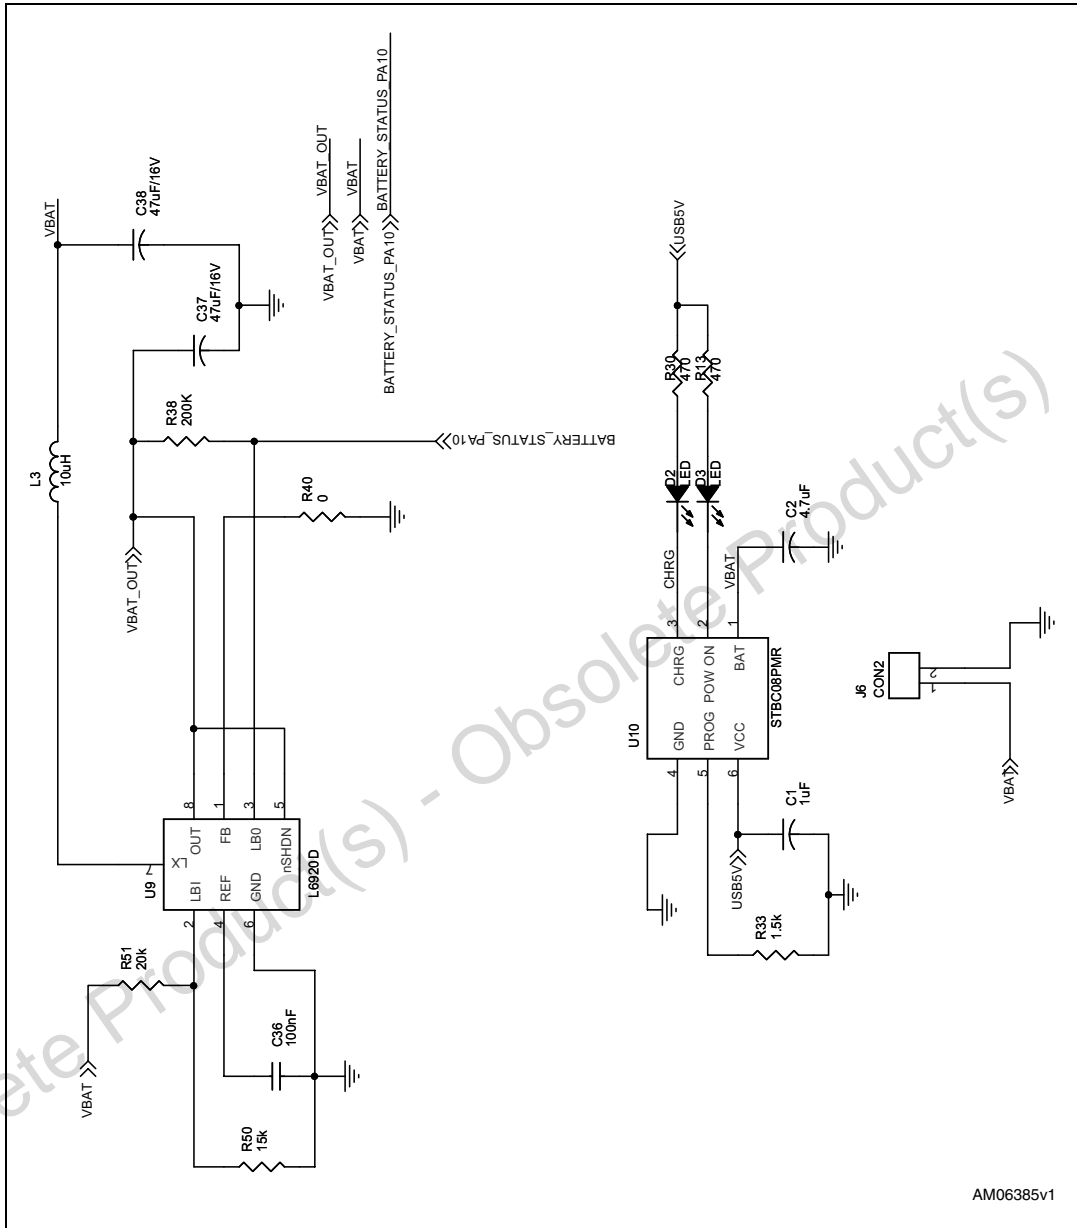 VBAT
C38
47uF/16V
C37
47uF/16V
VBAT_OUT
VBAT_OUT
VBAT
VBAT
BATTERY_STATUS_PA10
BATTERY_STATUS_PA10
L3
10uH
R38
200K
BATTERY_STATUS_PA10
R40
0
VBAT_OUT
8
1
3
5
OUT
FB
LB0
nSHDN
7
LX
U9
L6920D
LBI
REF
GND
2
4
6
R51
20k
VBAT
C36
100nF
R50
15k
USB5V
R30
470
R13
470
D2
LED
D3
LED
C2
4.7uF
CHRG
VBAT
3
2
1
CHRG
POW ON
BAT
U10
STBC08PMR
GND
PROG
VCC
4
5
6
C1
1uF
USB5V
R33
1.5k
J6
CON2
2
1
VBAT
ete Product(s) - Obsolete Product(s)
AM06385v1